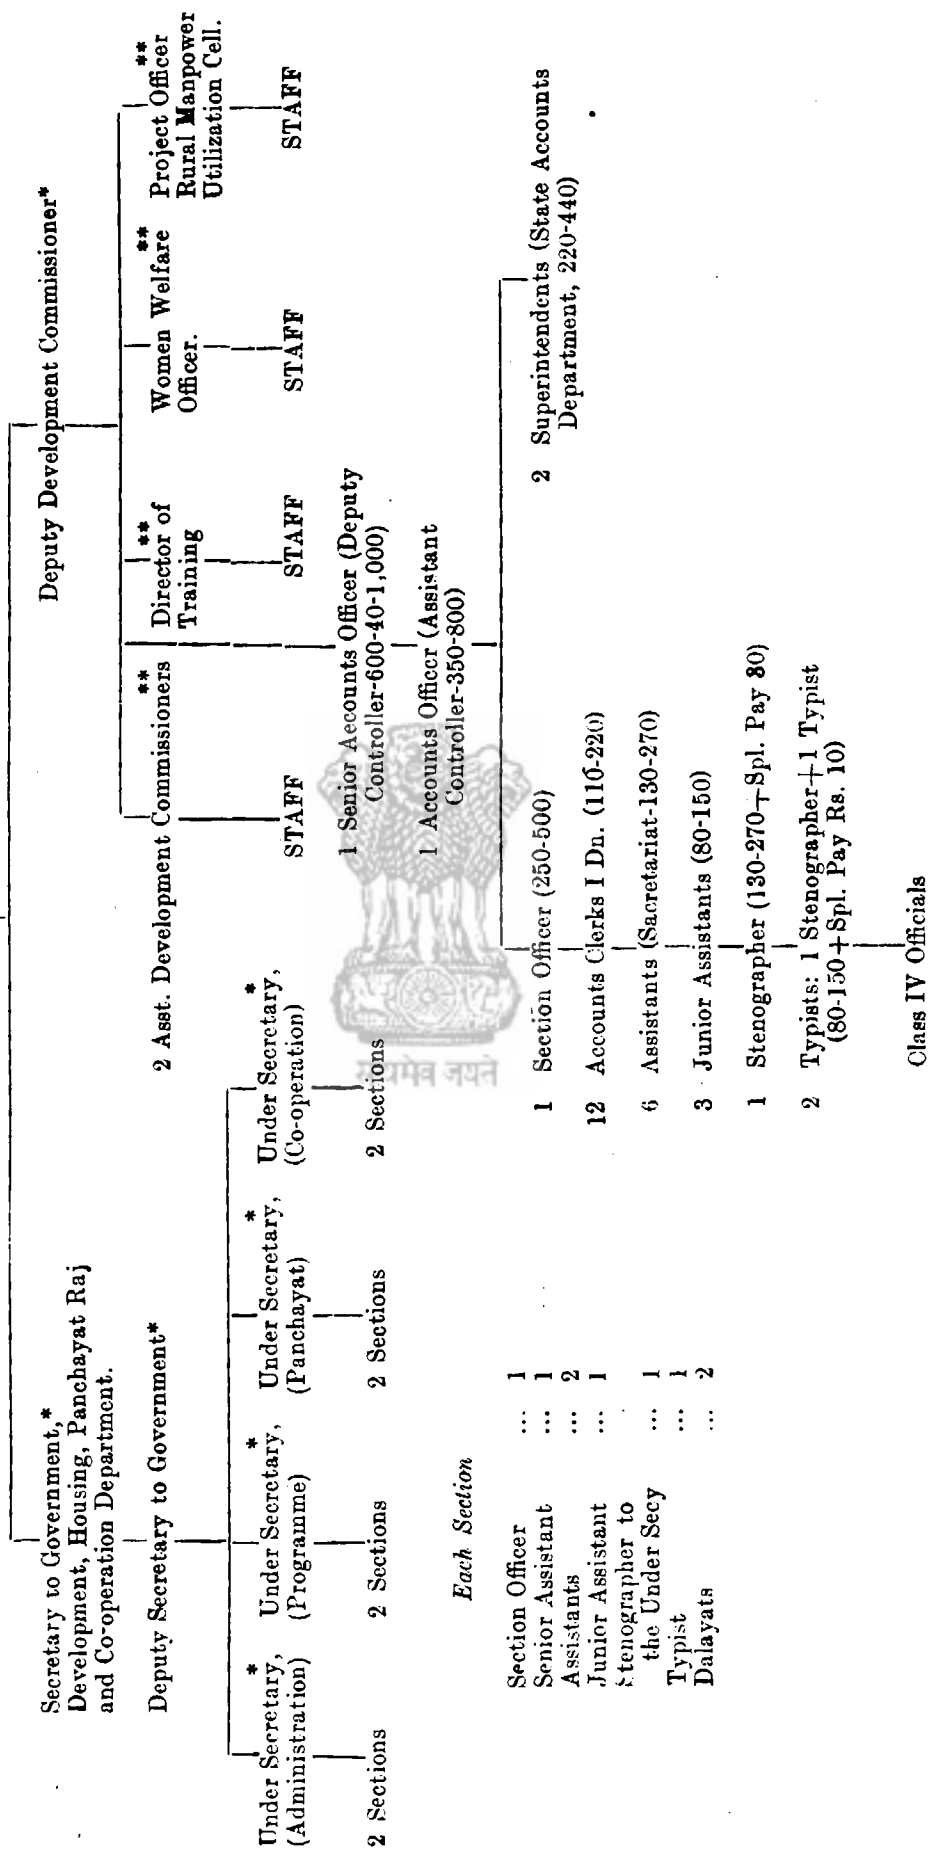 Secretary to Government,*
Development, Housing, Panchayat Raj
and Co-operation Department.
Deputy Secretary to Government*
Under Secretary,*
(Administration)
2 Sections
Under Secretary,*
(Programme)
2 Sections
Under Secretary,*
(Panchayat)
2 Sections
Under Secretary,*
(Co-operation)
2 Sections
Each Section
Section Officer ... 1
Senior Assistant ... 1
Assistants ... 2
Junior Assistant ... 1
Stenographer to
the Under Secy ... 1
Typist ... 1
Dalayats ... 2
Deputy Development Commissioner*
2 Asst. Development Commissioners**
STAFF
Director of**
Training
STAFF
Women Welfare**
Officer.
STAFF
Project Officer**
Rural Manpower
Utilization Cell.
STAFF
1 Senior Accounts Officer (Deputy
Controller-600-40-1,000)
1 Accounts Officer (Assistant
Controller-350-800)
1 Section Officer (250-500)
12 Accounts Clerks I Dn. (110-220)
6 Assistants (Sacretariat-130-270)
3 Junior Assistants (80-150)
1 Stenographer (130-270+Spl. Pay 30)
2 Typists: 1 Stenographer+1 Typist
(80-150+Spl. Pay Rs. 10)
Class IV Officials
2 Superintendents (State Accounts
Department, 220-440)
सत्यमेव जयते